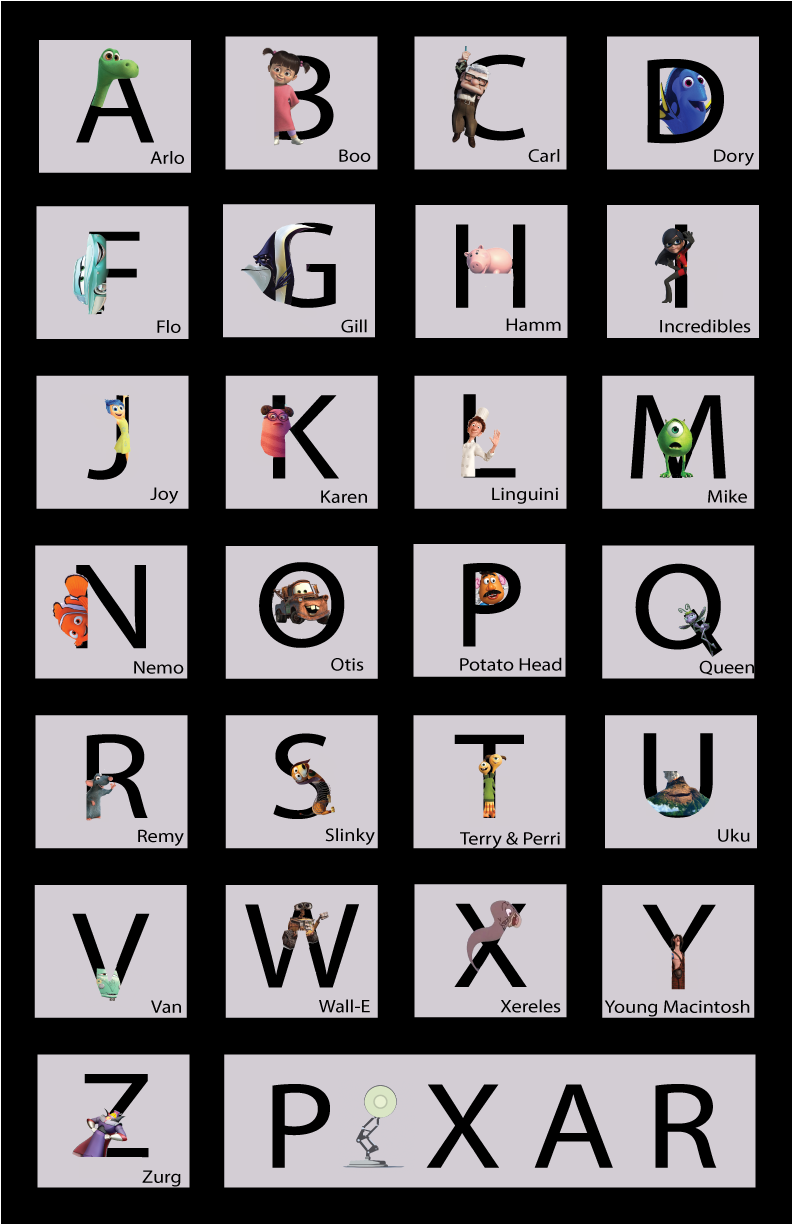 A B C D
Arlo Boo Carl Dory
F G H I
Flo Gill Hamm Incredibles
J K L M
Joy Karen Linguini Mike
N O P Q
Nemo Otis Potato Head Queen
R S T U
Remy Slinky Terry & Perri Uku
V W X Y
Van Wall-E Xereles Young Macintosh
Z P XAR
Zurg